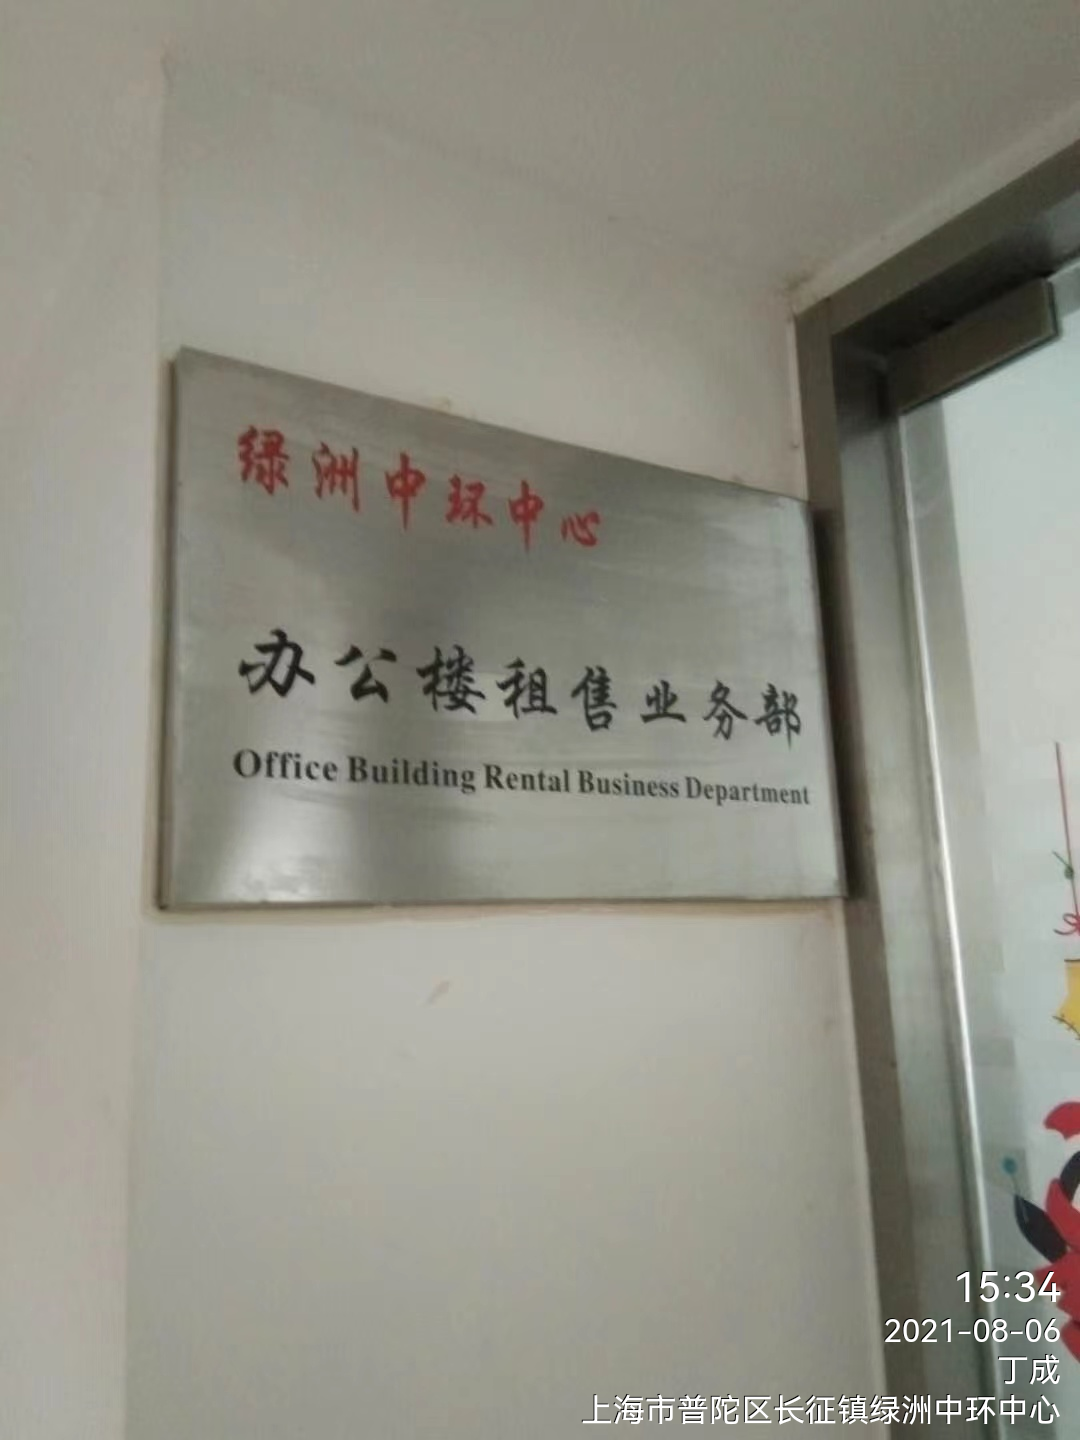 绿洲中环中心
办公楼租售业务部
Office Building Rental Business Department
15:34
2021-08-06
丁成
上海市普陀区长征镇绿洲中环中心